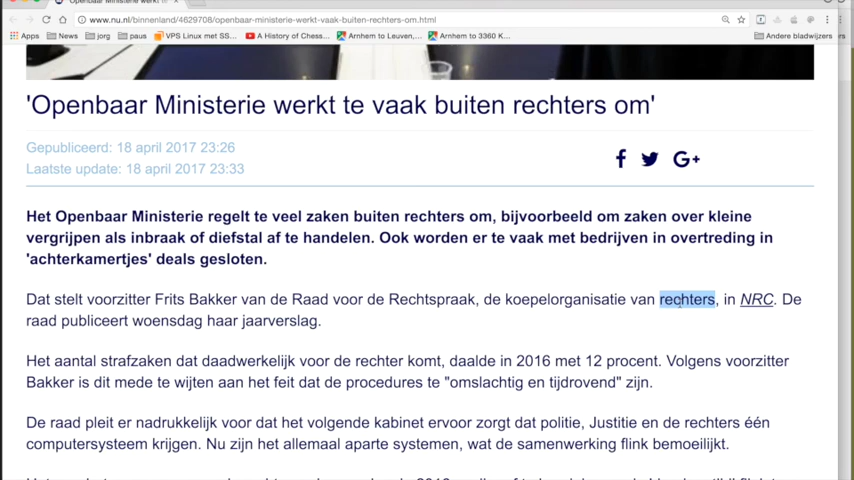 Openbaar Ministerie werkt te
www.nu.nl/binnenland/4629708/openbaar-ministerie-werkt-vaak-buiten-rechters-om.html
Apps News jorg paus VPS Linux met SS... A History of Chess... Arnhem to Leuven,... Arnhem to 3360 K... Andere bladwijzers
'Openbaar Ministerie werkt te vaak buiten rechters om'
Gepubliceerd: 18 april 2017 23:26
Laatste update: 18 april 2017 23:33
Het Openbaar Ministerie regelt te veel zaken buiten rechters om, bijvoorbeeld om zaken over kleine
vergrijpen als inbraak of diefstal af te handelen. Ook worden er te vaak met bedrijven in overtreding in
'achterkamertjes' deals gesloten.
Dat stelt voorzitter Frits Bakker van de Raad voor de Rechtspraak, de koepelorganisatie van rechters, in NRC. De
raad publiceert woensdag haar jaarverslag.
Het aantal strafzaken dat daadwerkelijk voor de rechter komt, daalde in 2016 met 12 procent. Volgens voorzitter
Bakker is dit mede te wijten aan het feit dat de procedures te "omslachtig en tijdrovend" zijn.
De raad pleit er nadrukkelijk voor dat het volgende kabinet ervoor zorgt dat politie, Justitie en de rechters één
computersysteem krijgen. Nu zijn het allemaal aparte systemen, wat de samenwerking flink bemoeilijkt.